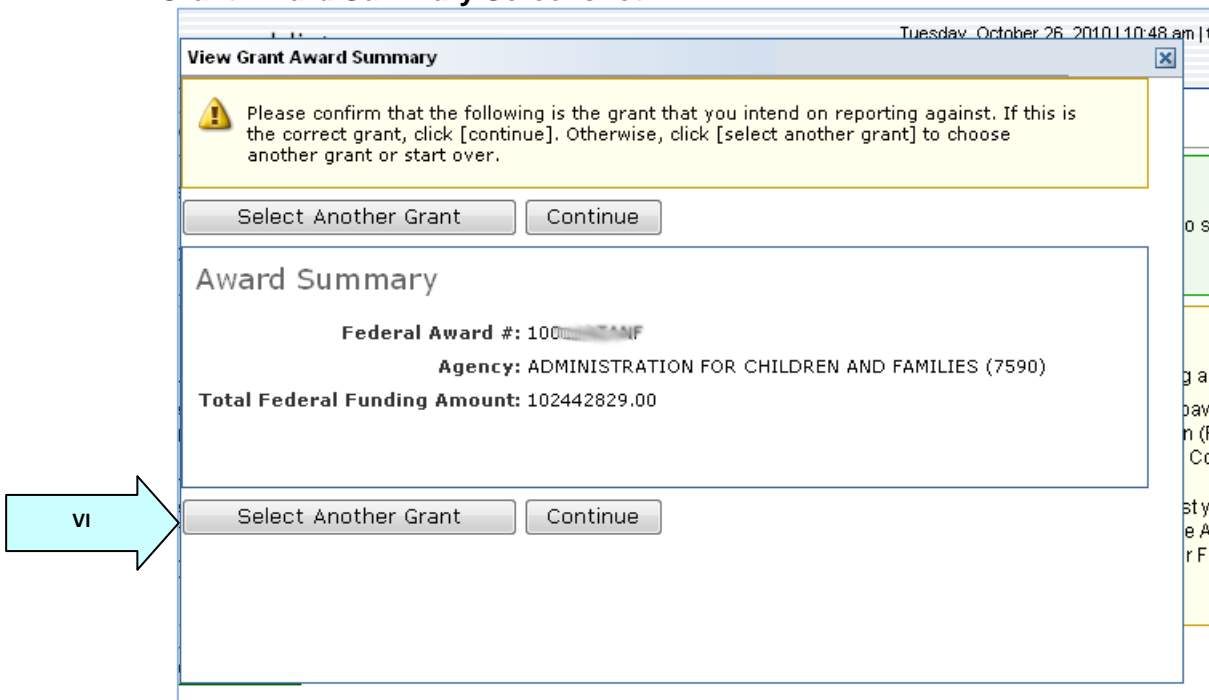 Tuesday, October 26, 2010 | 10:48 am |
View Grant Award Summary
Please confirm that the following is the grant that you intend on reporting against. If this is
the correct grant, click [continue]. Otherwise, click [select another grant] to choose
another grant or start over.
Select Another Grant Continue
Award Summary
Federal Award #: 100
Agency: ADMINISTRATION FOR CHILDREN AND FAMILIES (7590)
Total Federal Funding Amount: 102442829.00
VI
Select Another Grant Continue